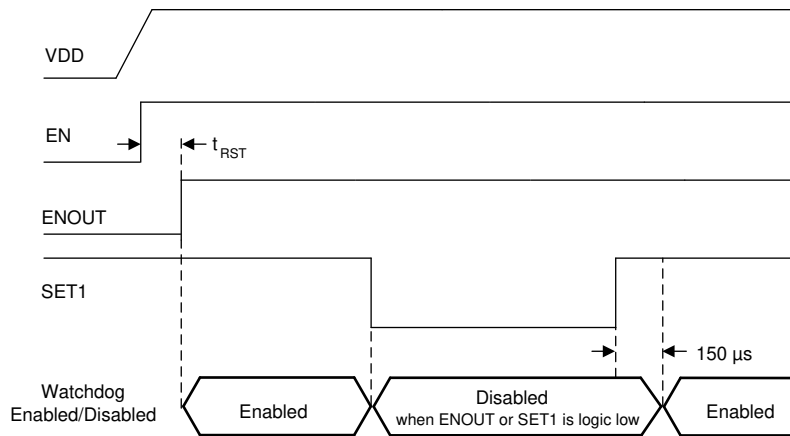 VDD
EN
t_RST
ENOUT
SET1
150 µs
Watchdog
Enabled/Disabled
Enabled
Disabled
when ENOUT or SET1 is logic low
Enabled